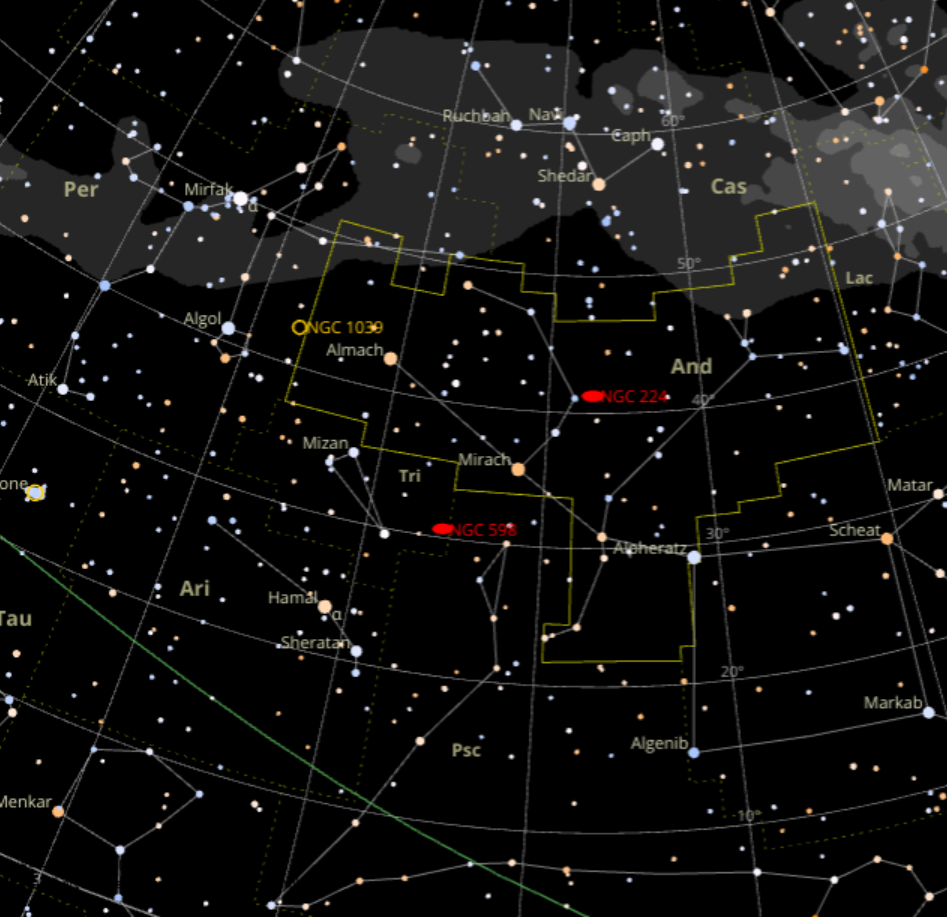 Ruchbah
Navi
60°
Caph
Shedar
Cas
Per
Mirfak
α
50°
Lac
Algol
NGC 1039
Almach
And
Atik
NGC 224
40°
Mizan
Mirach
Tri
Matar
one
NGC 598
30°
Scheat
Alpheratz
Ari
Hamal
α
Tau
Sheratan
20°
Markab
Algenib
Psc
Menkar
10°
3